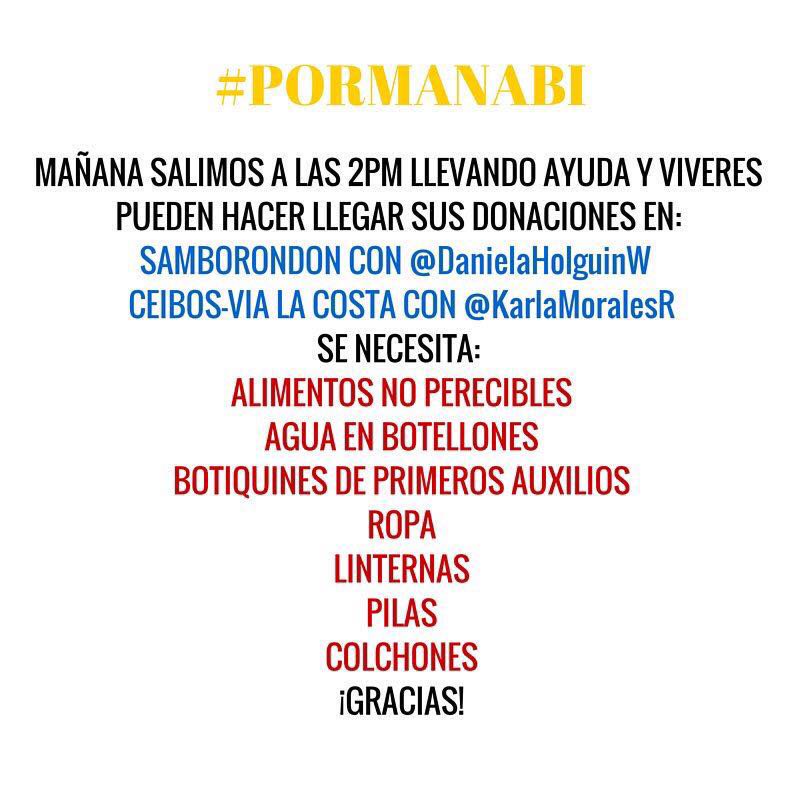 #PORMANABI
MAÑANA SALIMOS A LAS 2PM LLEVANDO AYUDA Y VIVERES
PUEDEN HACER LLEGAR SUS DONACIONES EN:
SAMBORONDON CON @DanielaHolguinW
CEIBOS-VIA LA COSTA CON @KarlaMoralesR
SE NECESITA:
ALIMENTOS NO PERECIBLES
AGUA EN BOTELLONES
BOTIQUINES DE PRIMEROS AUXILIOS
ROPA
LINTERNAS
PILAS
COLCHONES
¡GRACIAS!